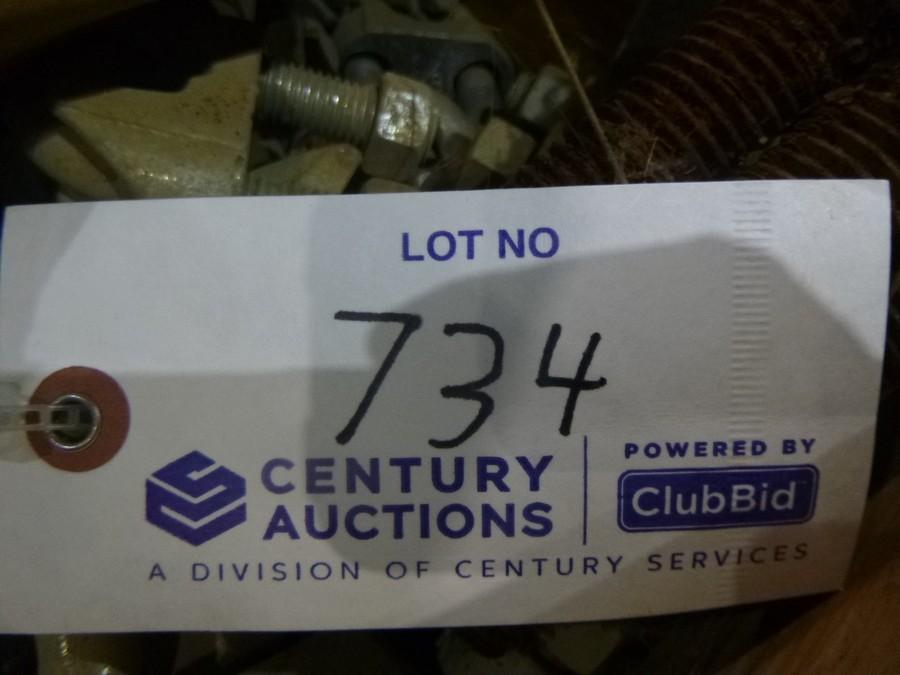 LOT NO
734
CENTURY
AUCTIONS
POWERED BY
ClubBid
A DIVISION OF CENTURY SERVICES